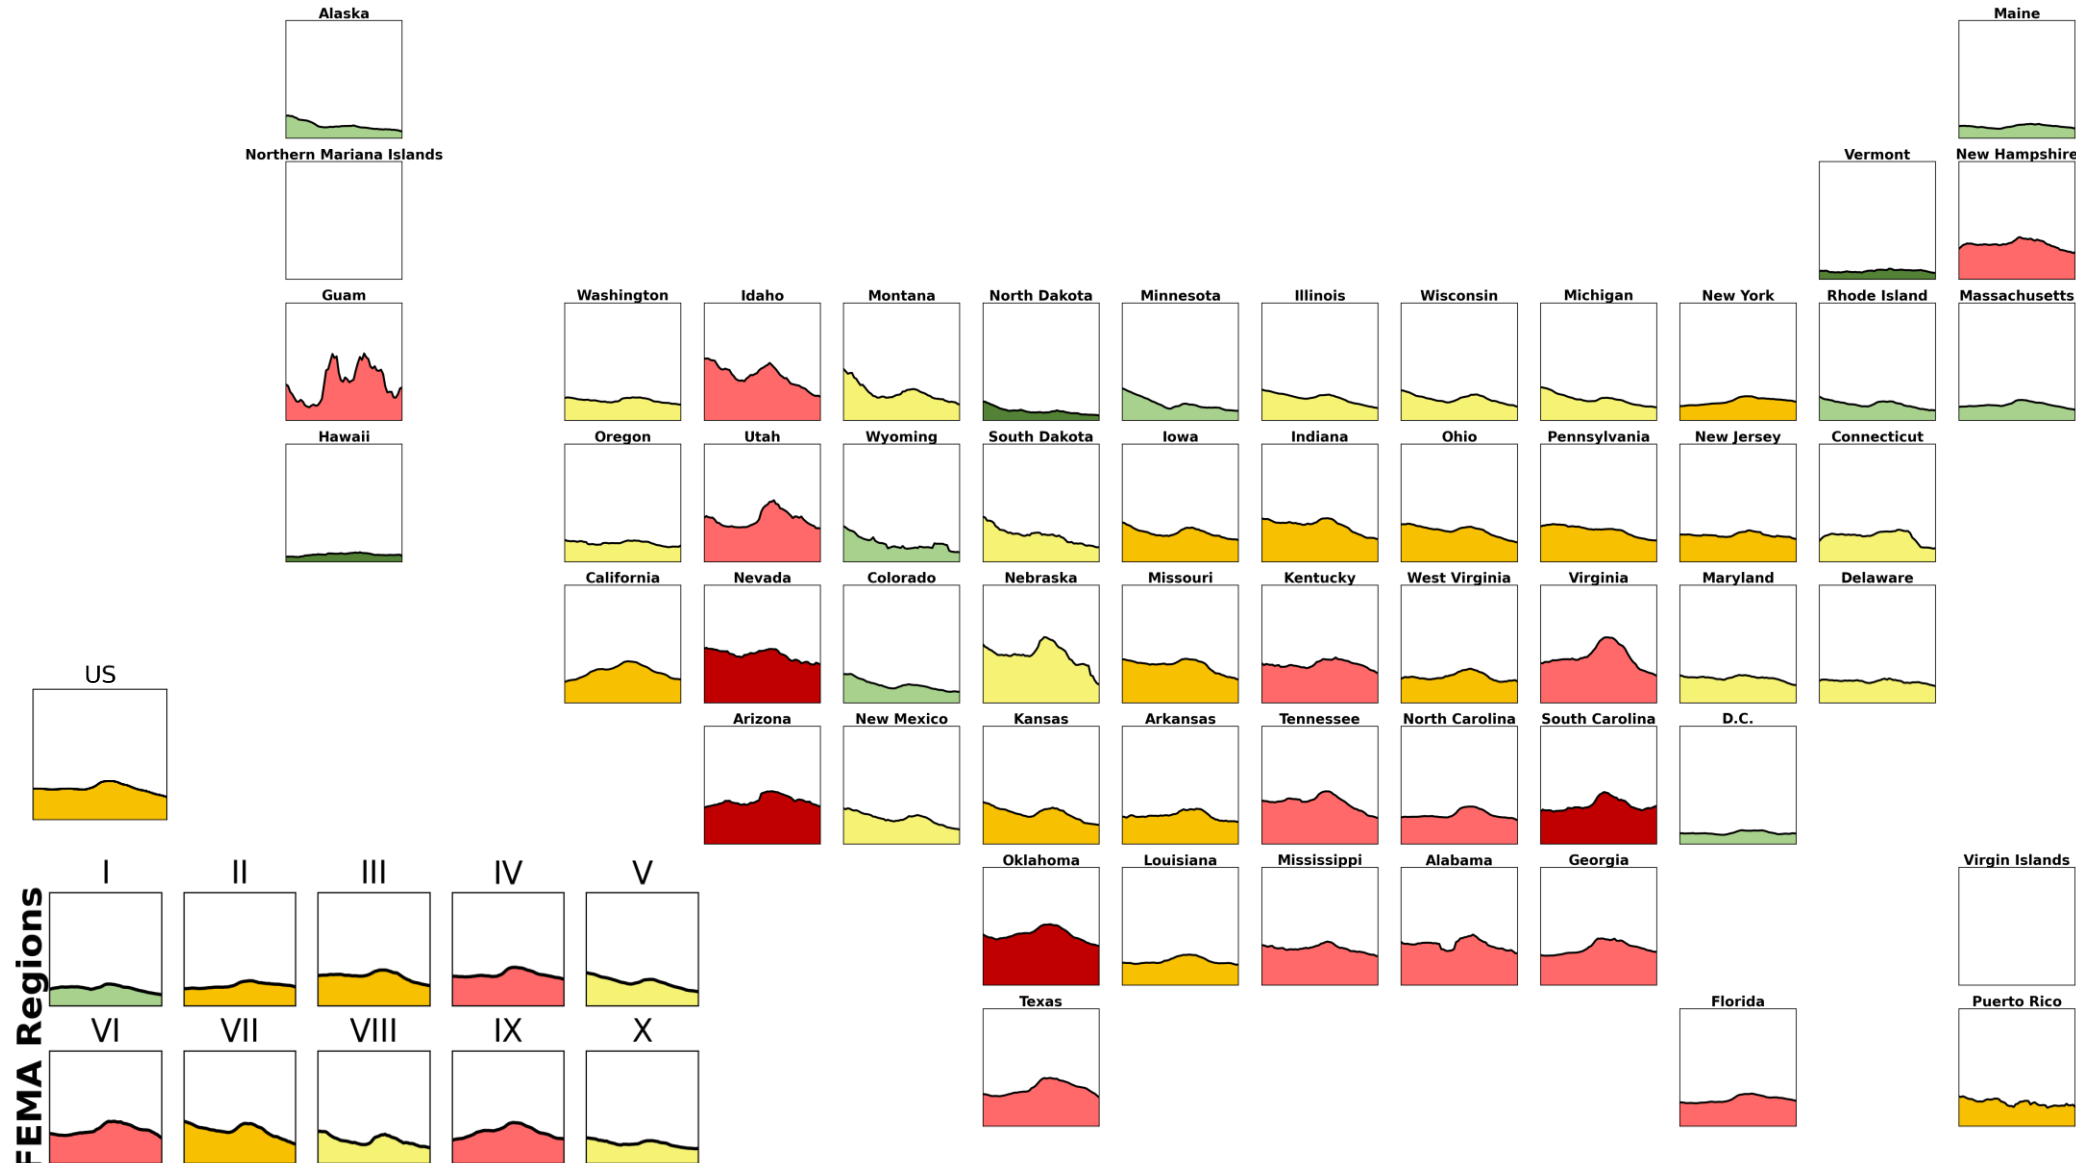 Alaska
Maine
Northern Mariana Islands
Vermont
New Hampshire
Guam
Washington
Idaho
Montana
North Dakota
Minnesota
Illinois
Wisconsin
Michigan
New York
Rhode Island
Massachusetts
Hawaii
Oregon
Utah
Wyoming
South Dakota
Iowa
Indiana
Ohio
Pennsylvania
New Jersey
Connecticut
California
Nevada
Colorado
Nebraska
Missouri
Kentucky
West Virginia
Virginia
Maryland
Delaware
US
Arizona
New Mexico
Kansas
Arkansas
Tennessee
North Carolina
South Carolina
D.C.
Oklahoma
Louisiana
Mississippi
Alabama
Georgia
Virgin Islands
Texas
Florida
Puerto Rico
FEMA Regions
I
II
III
IV
V
VI
VII
VIII
IX
X